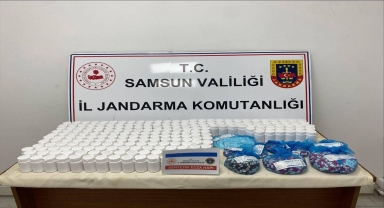 T.C.
SAMSUN VALİLİĞİ
İL JANDARMA KOMUTANLIĞI